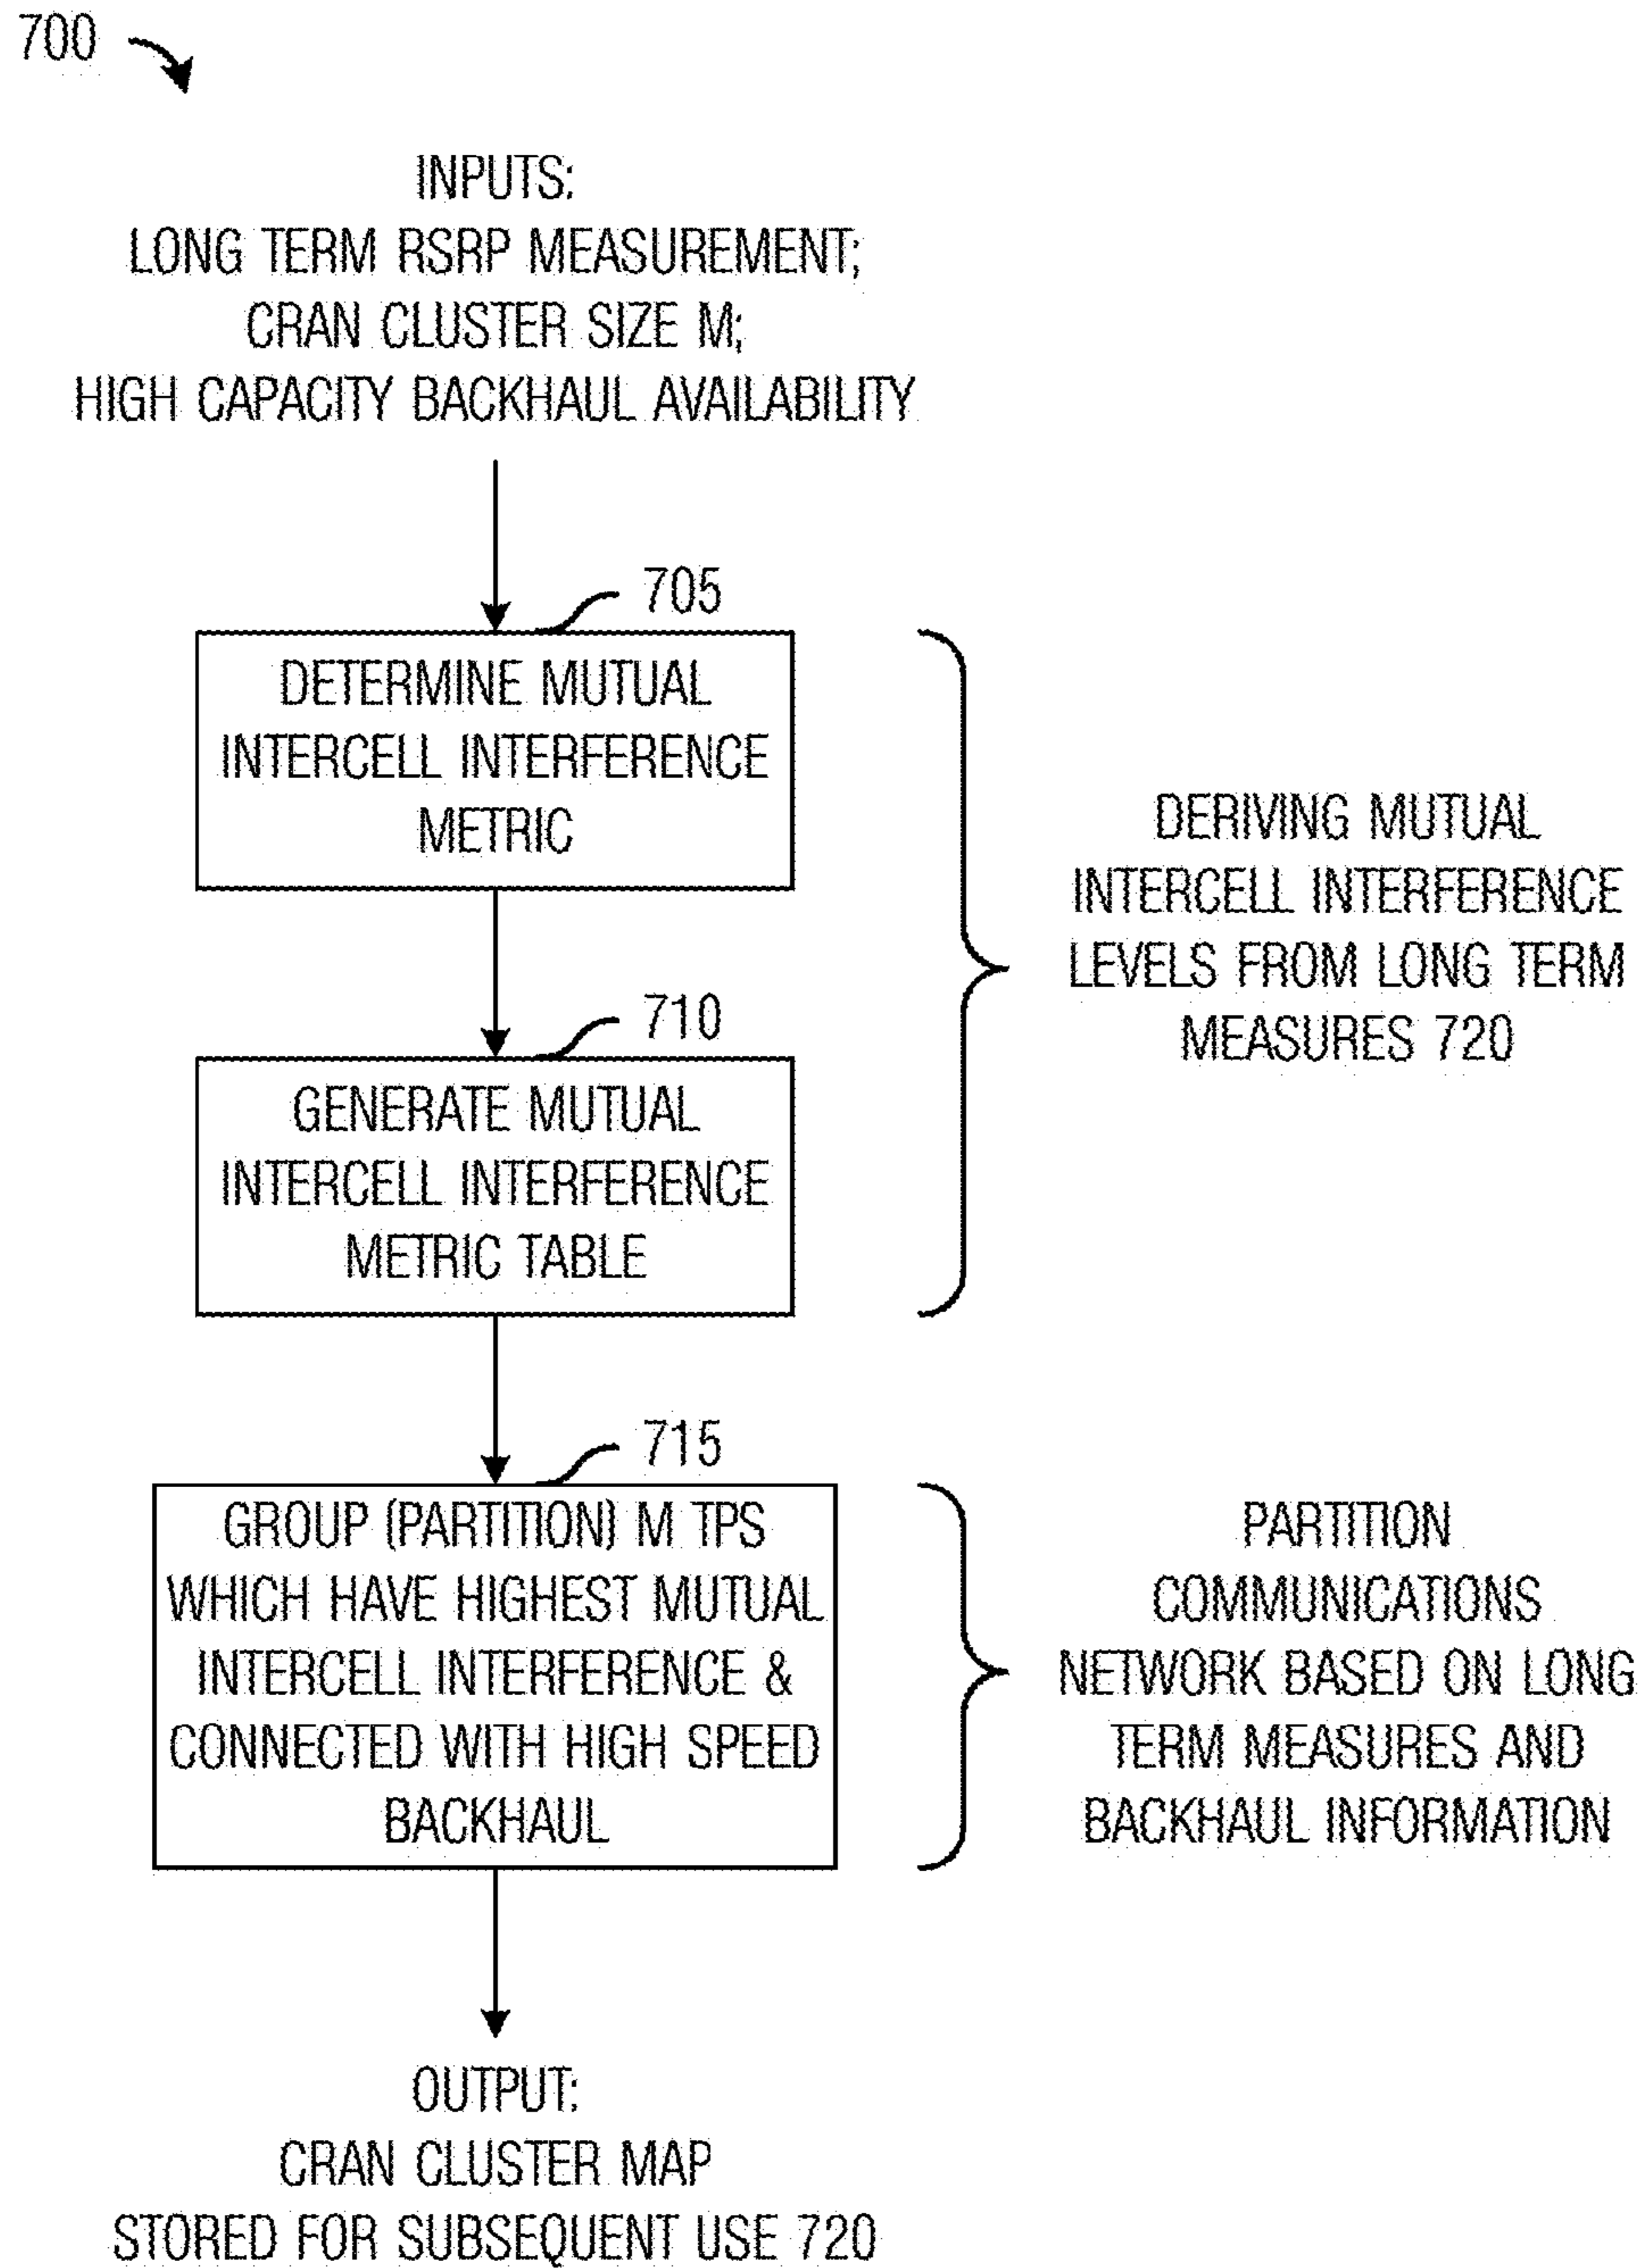 700
INPUTS:
LONG TERM RSRP MEASUREMENT;
CRAN CLUSTER SIZE M;
HIGH CAPACITY BACKHAUL AVAILABILITY
705
DETERMINE MUTUAL
INTERCELL INTERFERENCE
METRIC
DERIVING MUTUAL
INTERCELL INTERFERENCE
LEVELS FROM LONG TERM
MEASURES 720
710
GENERATE MUTUAL
INTERCELL INTERFERENCE
METRIC TABLE
715
GROUP (PARTITION) M TPS
WHICH HAVE HIGHEST MUTUAL
INTERCELL INTERFERENCE &
CONNECTED WITH HIGH SPEED
BACKHAUL
PARTITION
COMMUNICATIONS
NETWORK BASED ON LONG
TERM MEASURES AND
BACKHAUL INFORMATION
OUTPUT:
CRAN CLUSTER MAP
STORED FOR SUBSEQUENT USE 720